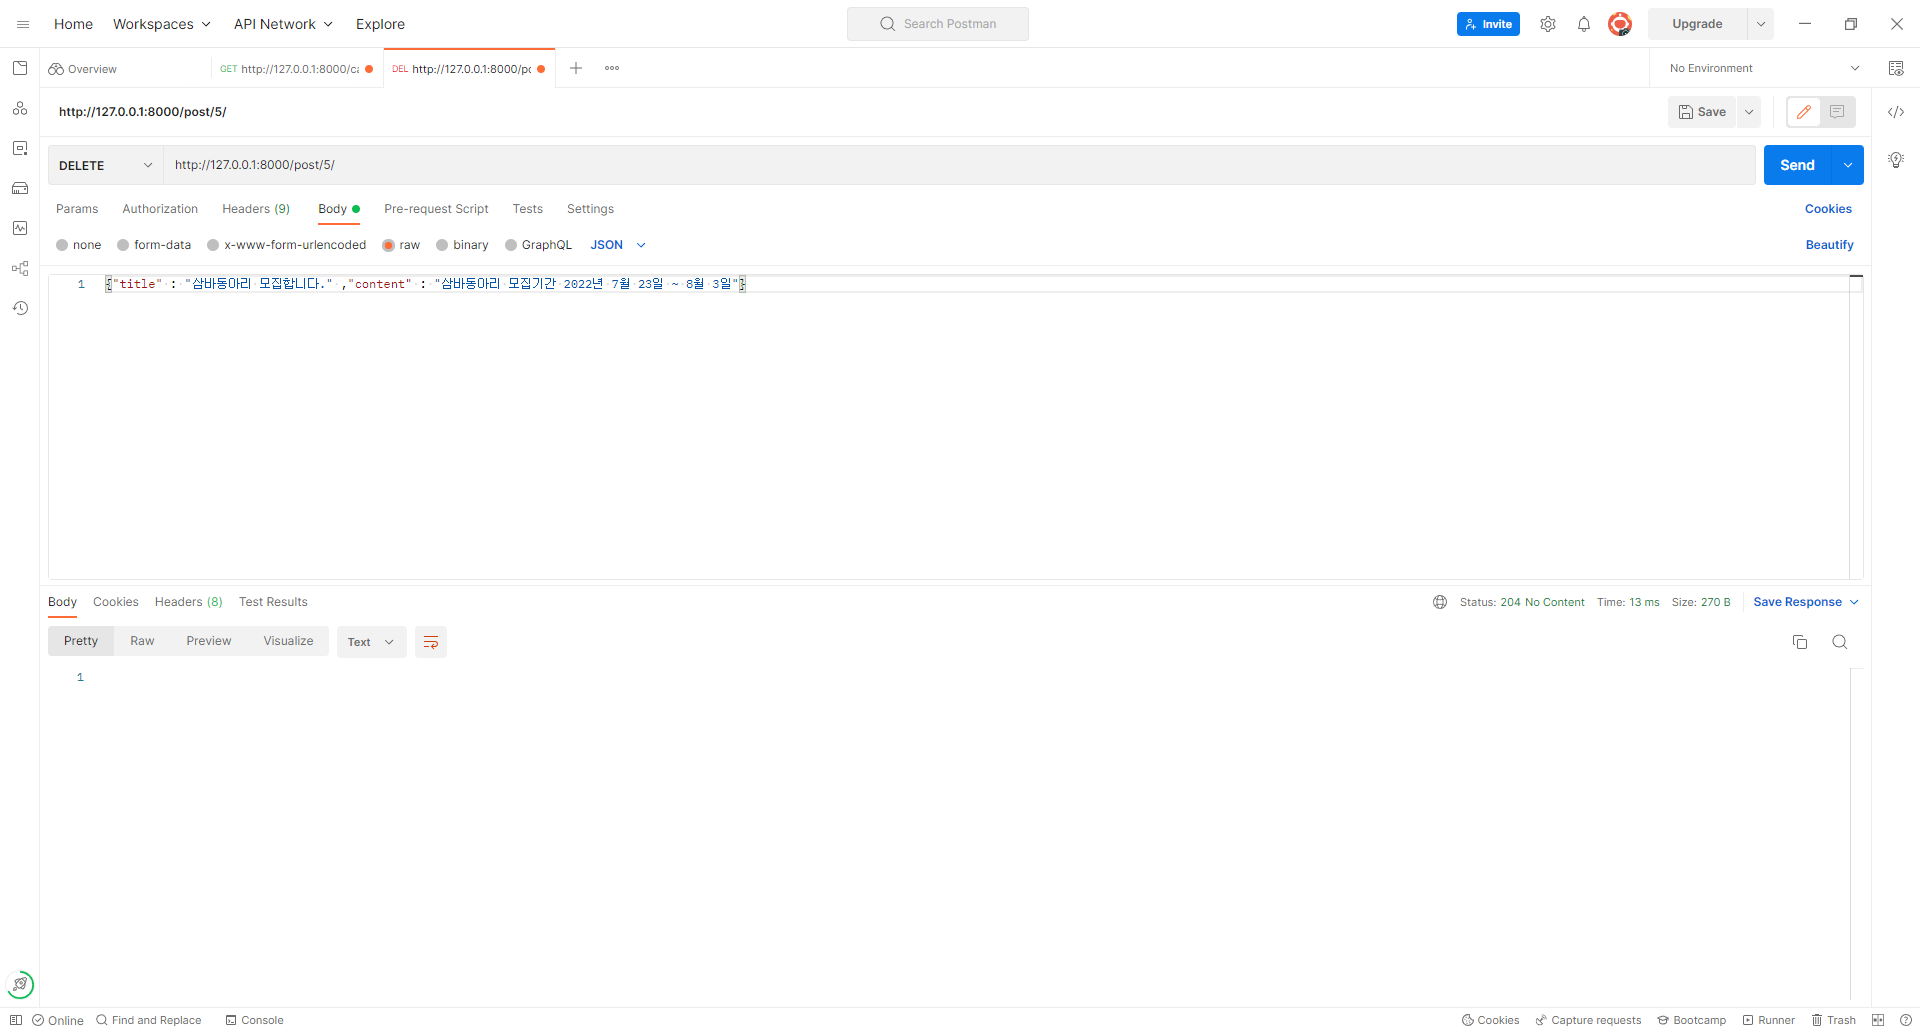 Home Workspaces API Network Explore Search Postman Invite Upgrade
Overview GET http://127.0.0.1:8000/ca DEL http://127.0.0.1:8000/po No Environment
http://127.0.0.1:8000/post/5/ Save
DELETE http://127.0.0.1:8000/post/5/ Send
Params Authorization Headers (9) Body Pre-request Script Tests Settings Cookies
none form-data x-www-form-urlencoded raw binary GraphQL JSON Beautify
1 {"title" : "삼바동아리 모집합니다." ,"content" : "삼바동아리 모집기간 2022년 7월 23일 ~ 8월 3일"}
Body Cookies Headers (8) Test Results Status: 204 No Content Time: 13 ms Size: 270 B Save Response
Pretty Raw Preview Visualize Text
1
Online Find and Replace Console Cookies Capture requests Bootcamp Runner Trash